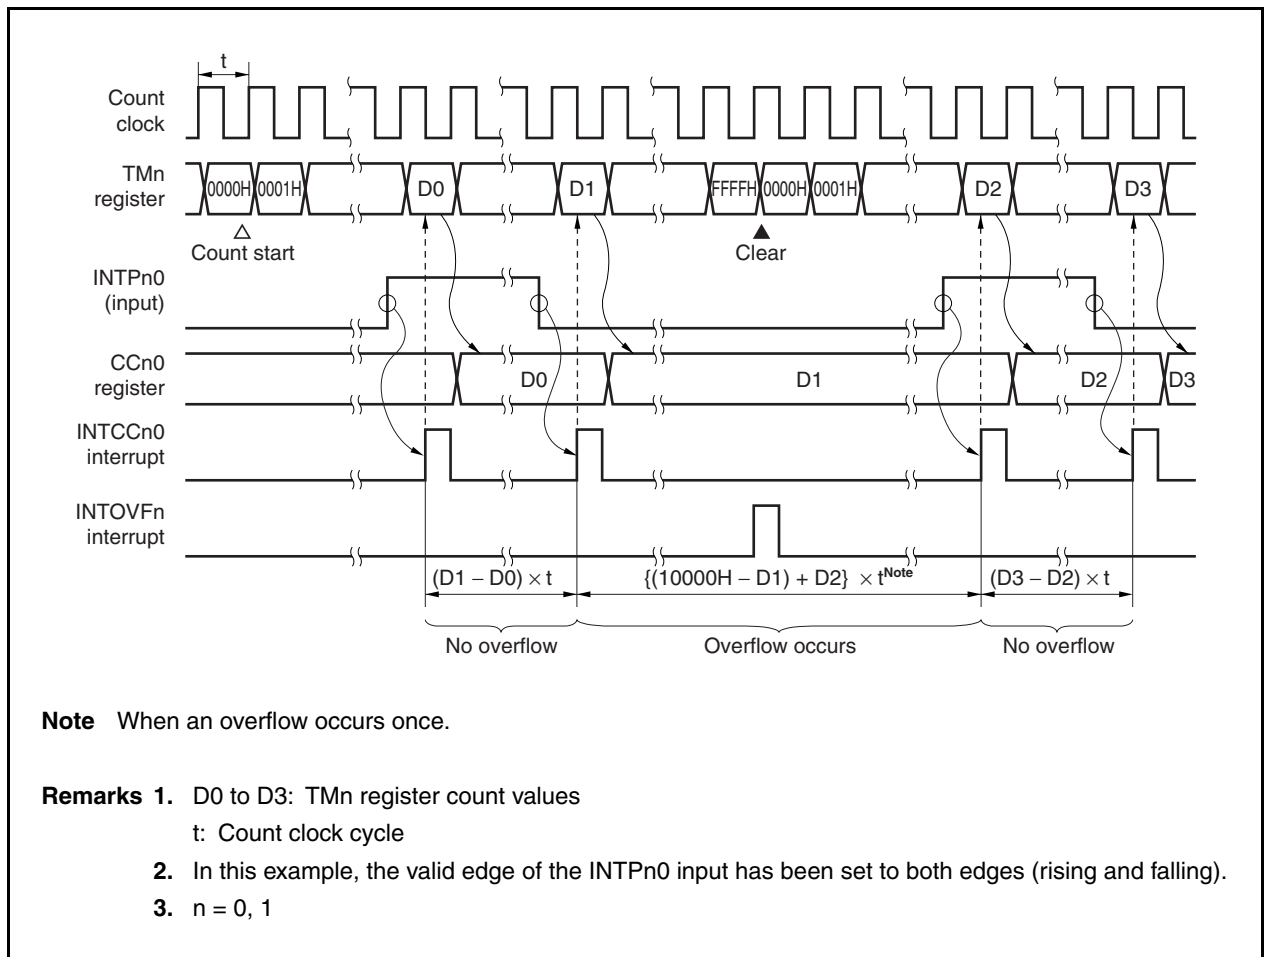 t
Count
clock
TMn
register
0000H 0001H D0 D1 FFFFH 0000H 0001H D2 D3
Count start
Clear
INTPn0
(input)
CCn0
register
D0 D1 D2 D3
INTCCn0
interrupt
INTOVFn
interrupt
(D1 − D0) × t {(10000H − D1) + D2} × tNote (D3 − D2) × t
No overflow Overflow occurs No overflow
Note When an overflow occurs once.
Remarks 1. D0 to D3: TMn register count values
t: Count clock cycle
2. In this example, the valid edge of the INTPn0 input has been set to both edges (rising and falling).
3. n = 0, 1